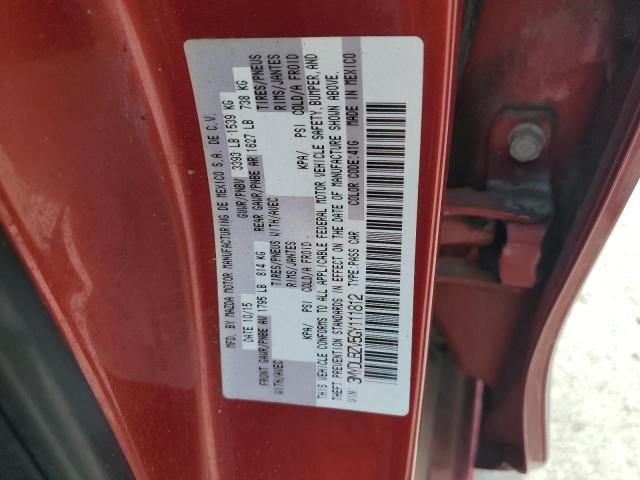 MFD. BY MAZDA MOTOR MANUFACTURING DE MEXICO S.A. DE C.V.
DATE 10/15 GVWR/PNBV 3393 LB 1539 KG
FRONT GAWR/PNBE AV 1795 LB 814 KG REAR GAWR/PNBE AR 1627 LB 738 KG
WITH/AVEC TIRES/PNEUS WITH/AVEC TIRES/PNEUS
RIMS/JANTES RIMS/JANTES
KPA/ PSI COLD/A FROID KPA/ PSI COLD/A FROID
THIS VEHICLE CONFORMS TO ALL APPLICABLE FEDERAL MOTOR VEHICLE SAFETY, BUMPER, AND
THEFT PREVENTION STANDARDS IN EFFECT ON THE DATE OF MANUFACTURE SHOWN ABOVE.
VIN: TYPE:PASS CAR COLOR CODE:41G MADE IN MEXICO